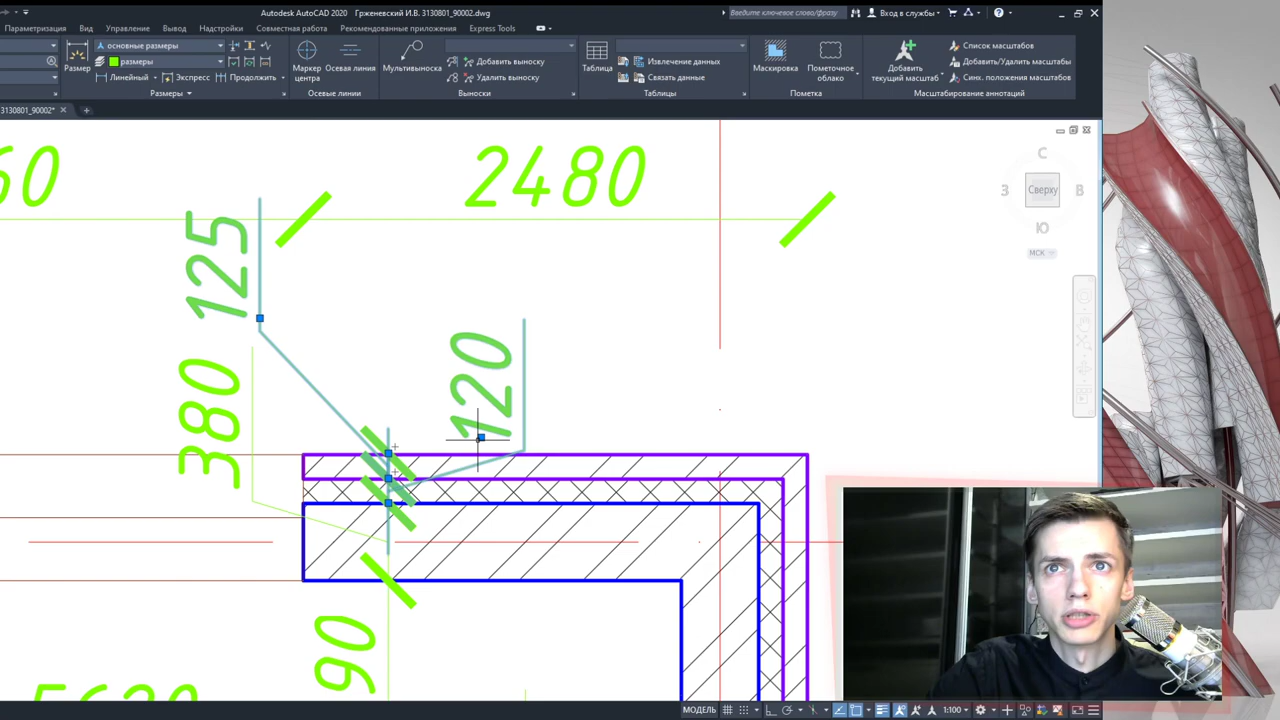 Autodesk AutoCAD 2020 Грженевский И.В. 3130801_90002.dwg
Введите ключевое слово/фразу
Вход в службы
Параметризация Вид Управление Вывод Надстройки Совместная работа Рекомендованные приложения Express Tools
Размер
основные размеры
размеры
Линейный Экспресс Продолжить
Размеры
Маркер центра
Осевая линия
Осевые линии
Мультивыноска
Добавить выноску
Удалить выноску
Выноски
Таблица
Извлечение данных
Связать данные
Таблицы
Маскировка
Пометочное облако
Пометка
Добавить текущий масштаб
Список масштабов
Добавить/Удалить масштабы
Синх. положения масштабов
Масштабирование аннотаций
3130801_90002*
60
2480
125
380
120
90
5620
С
З
Сверху
В
Ю
МСК
МОДЕЛЬ
1:100